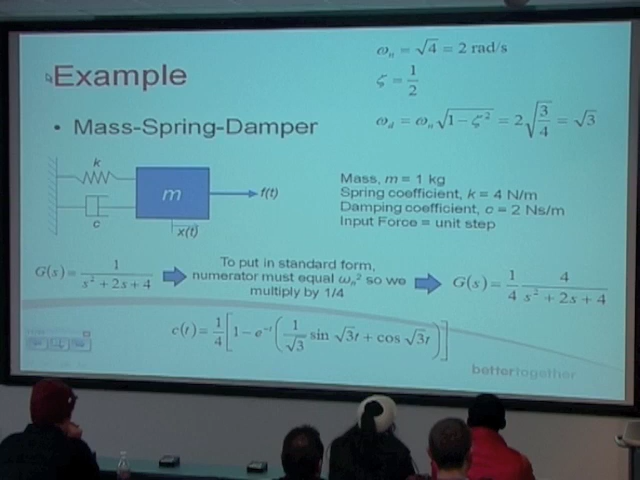 Example
ωₙ = √4 = 2 rad/s
ζ = 1/2
ω_d = ωₙ√(1 − ζ²) = 2√(3/4) = √3
• Mass-Spring-Damper
k
m
f(t)
c
x(t)
Mass, m = 1 kg
Spring coefficient, k = 4 N/m
Damping coefficient, c = 2 Ns/m
Input Force = unit step
G(s) = 1/(s² + 2s + 4)
To put in standard form,
numerator must equal ωₙ² so we
multiply by 1/4
G(s) = 1/4 4/(s² + 2s + 4)
c(t) = 1/4[1 − e⁻ᵗ(1/√3 sin √3t + cos √3t)]
bettertogether